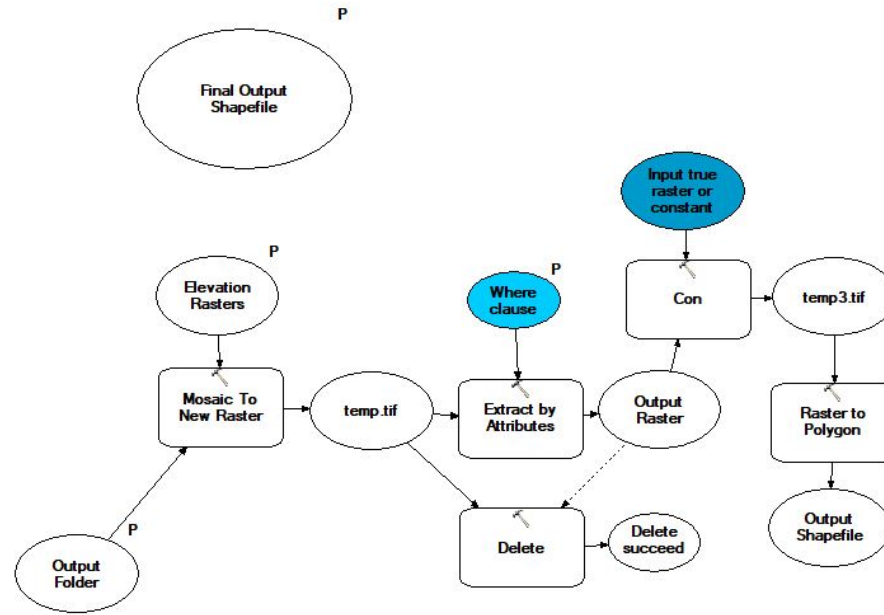 P
Final Output
Shapefile
Input true
raster or
constant
P
Elevation
Rasters
P
Where
clause
Con
temp3.tif
Mosaic To
New Raster
temp.tif
Extract by
Attributes
Output
Raster
Raster to
Polygon
P
Output
Folder
Delete
Delete
succeed
Output
Shapefile